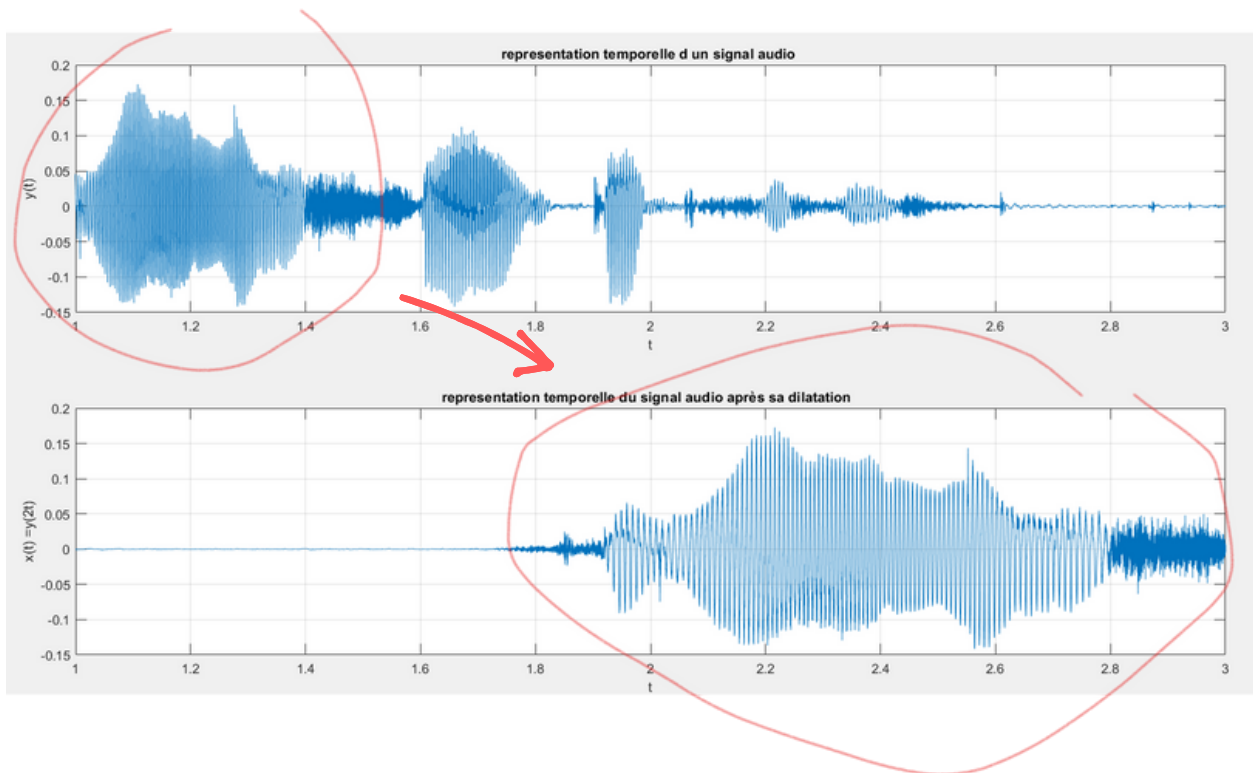 representation temporelle d un signal audio
0.2
0.15
0.1
0.05
0
-0.05
-0.1
-0.15
y(t)
1 1.2 1.4 1.6 1.8 2 2.2 2.4 2.6 2.8 3
t
representation temporelle du signal audio après sa dilatation
0.2
0.15
0.1
0.05
0
-0.05
-0.1
-0.15
x(t) =y(2t)
1 1.2 1.4 1.6 1.8 2 2.2 2.4 2.6 2.8 3
t